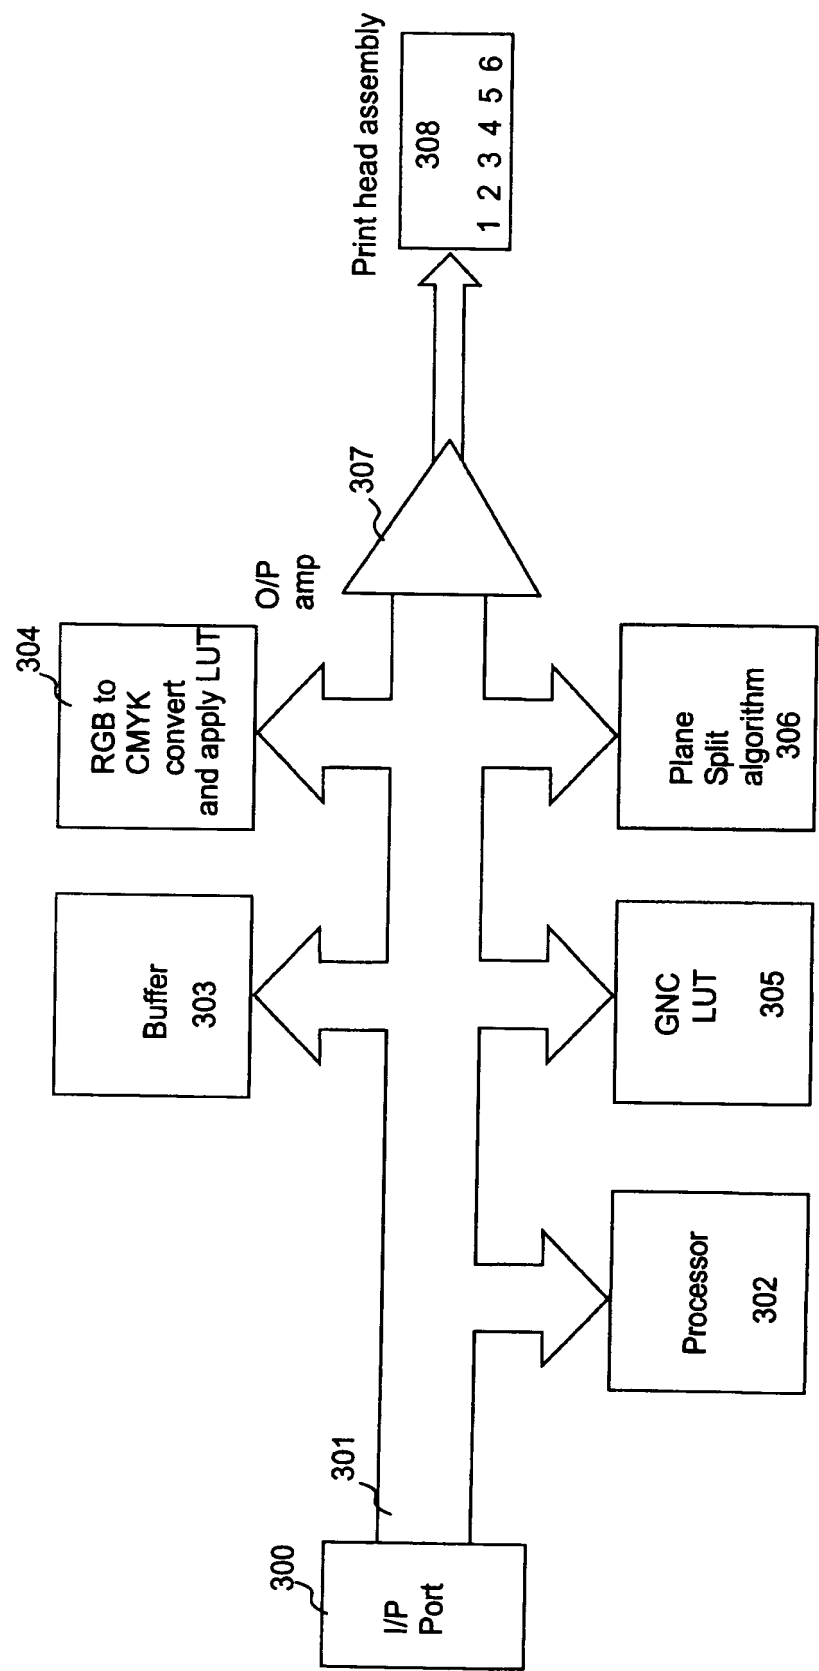 Print head assembly
308
1 2 3 4 5 6
307
O/P
amp
304
RGB to
CMYK
convert
and apply LUT
Buffer
303
Plane
Split
algorithm
306
GNC
LUT
305
Processor
302
301
300
I/P
Port